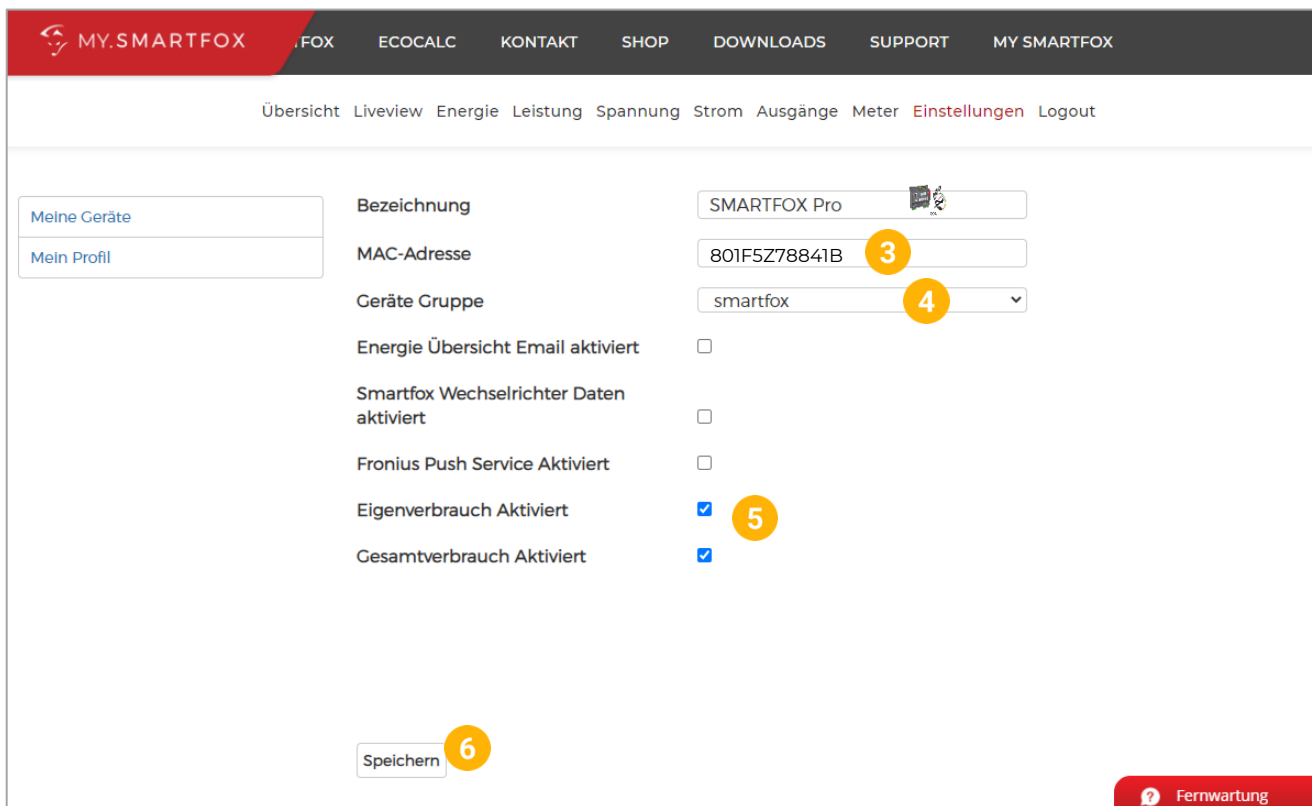 MY.SMARTFOX TFOX ECOCALC KONTAKT SHOP DOWNLOADS SUPPORT MY SMARTFOX
Übersicht Liveview Energie Leistung Spannung Strom Ausgänge Meter Einstellungen Logout
Meine Geräte
Mein Profil
Bezeichnung SMARTFOX Pro
MAC-Adresse 801F5Z78841B 3
Geräte Gruppe smartfox 4
Energie Übersicht Email aktiviert
Smartfox Wechselrichter Daten
aktiviert
Fronius Push Service Aktiviert
Eigenverbrauch Aktiviert 5
Gesamtverbrauch Aktiviert
Speichern 6
Fernwartung